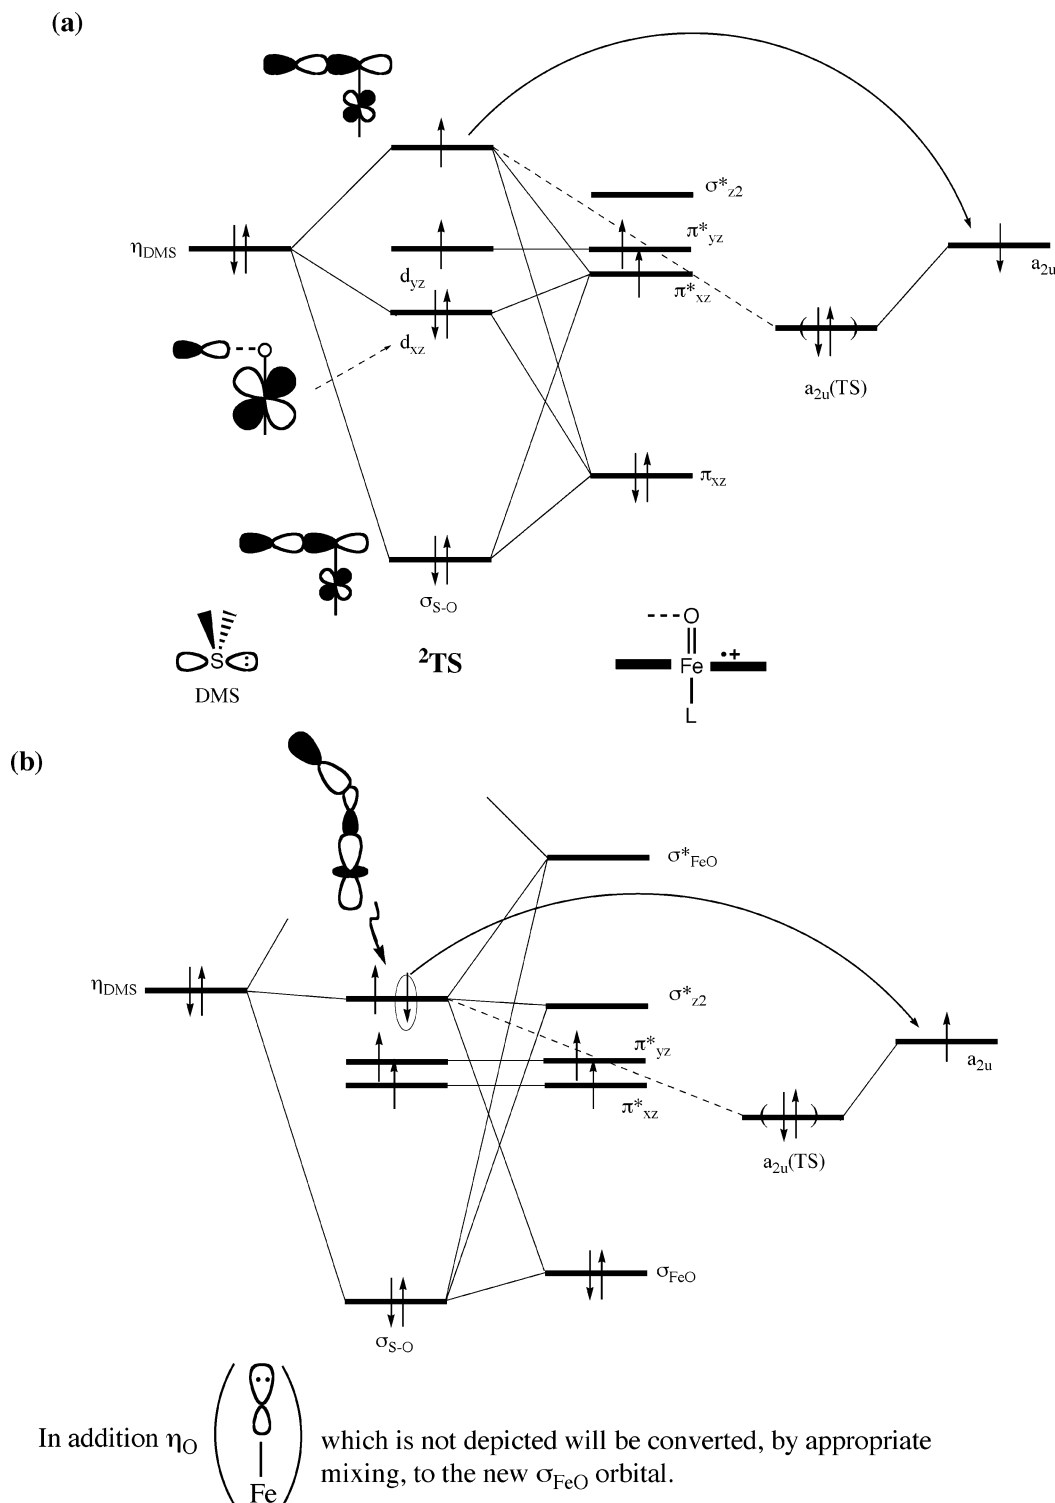 (a)
σ*z2
π*yz
ηDMS
a2u
dyz
π*xz
dxz
a2u(TS)
πxz
σS-O
O
S
²TS
Fe
•+
DMS
L
(b)
σ*FeO
ηDMS
σ*z2
π*yz
a2u
π*xz
a2u(TS)
σFeO
σS-O
In addition ηO
which is not depicted will be converted, by appropriate
mixing, to the new σFeO orbital.
Fe